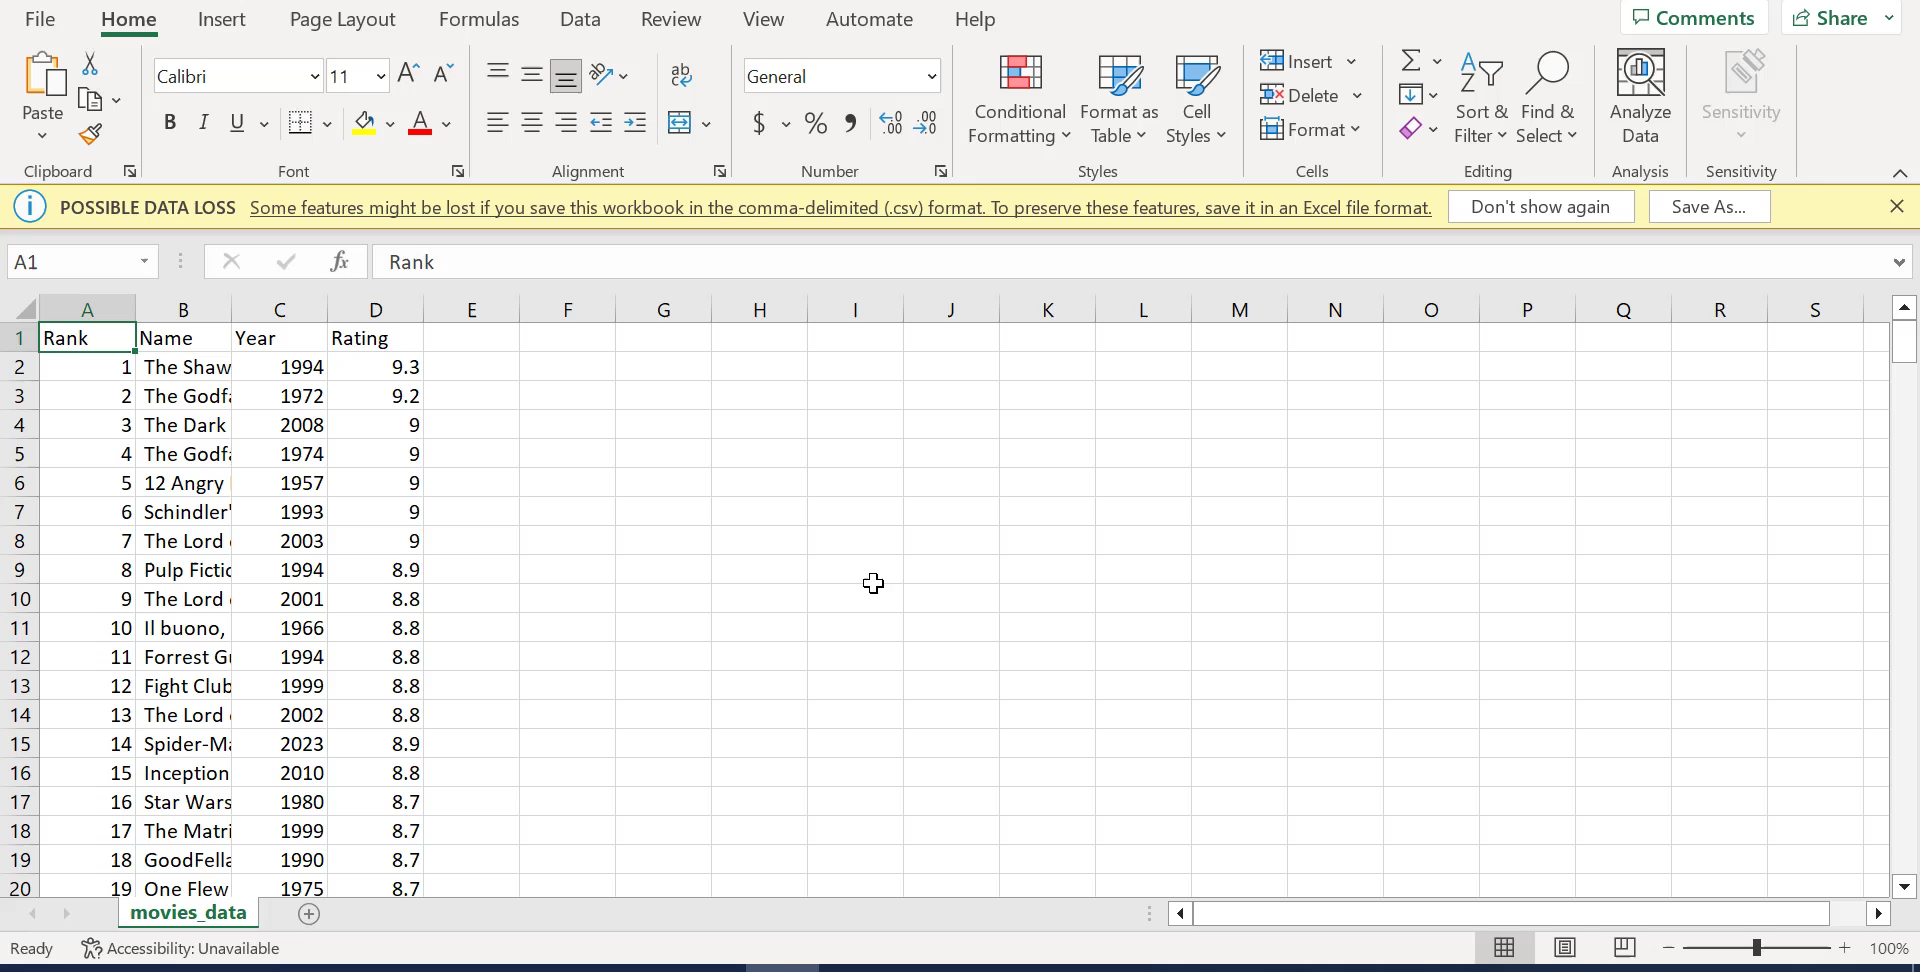 File Home Insert Page Layout Formulas Data Review View Automate Help Comments Share
Paste
Clipboard
Calibri 11
B I U
Font
ab
Alignment
General
$ % ,
Number
Conditional Formatting
Format as Table
Cell Styles
Styles
Insert
Delete
Format
Cells
Sort & Filter
Find & Select
Editing
Analyze Data
Analysis
Sensitivity
Sensitivity
POSSIBLE DATA LOSS Some features might be lost if you save this workbook in the comma-delimited (.csv) format. To preserve these features, save it in an Excel file format. Don't show again Save As...
A1 fx Rank
A B C D E F G H I J K L M N O P Q R S
1 Rank Name Year Rating
2 1 The Shaw 1994 9.3
3 2 The Godfa 1972 9.2
4 3 The Dark 2008 9
5 4 The Godfa 1974 9
6 5 12 Angry 1957 9
7 6 Schindler' 1993 9
8 7 The Lord 2003 9
9 8 Pulp Fictio 1994 8.9
10 9 The Lord 2001 8.8
11 10 Il buono, 1966 8.8
12 11 Forrest Gu 1994 8.8
13 12 Fight Club 1999 8.8
14 13 The Lord 2002 8.8
15 14 Spider-Ma 2023 8.9
16 15 Inception 2010 8.8
17 16 Star Wars 1980 8.7
18 17 The Matri 1999 8.7
19 18 GoodFella 1990 8.7
20 19 One Flew 1975 8.7
movies_data
Ready Accessibility: Unavailable 100%